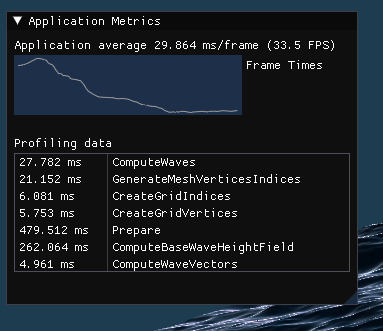 ▼ Application Metrics
Application average 29.864 ms/frame (33.5 FPS)
Frame Times
Profiling data
27.782 ms ComputeWaves
21.152 ms GenerateMeshVerticesIndices
6.081 ms CreateGridIndices
5.753 ms CreateGridVertices
479.512 ms Prepare
262.064 ms ComputeBaseWaveHeightField
4.961 ms ComputeWaveVectors